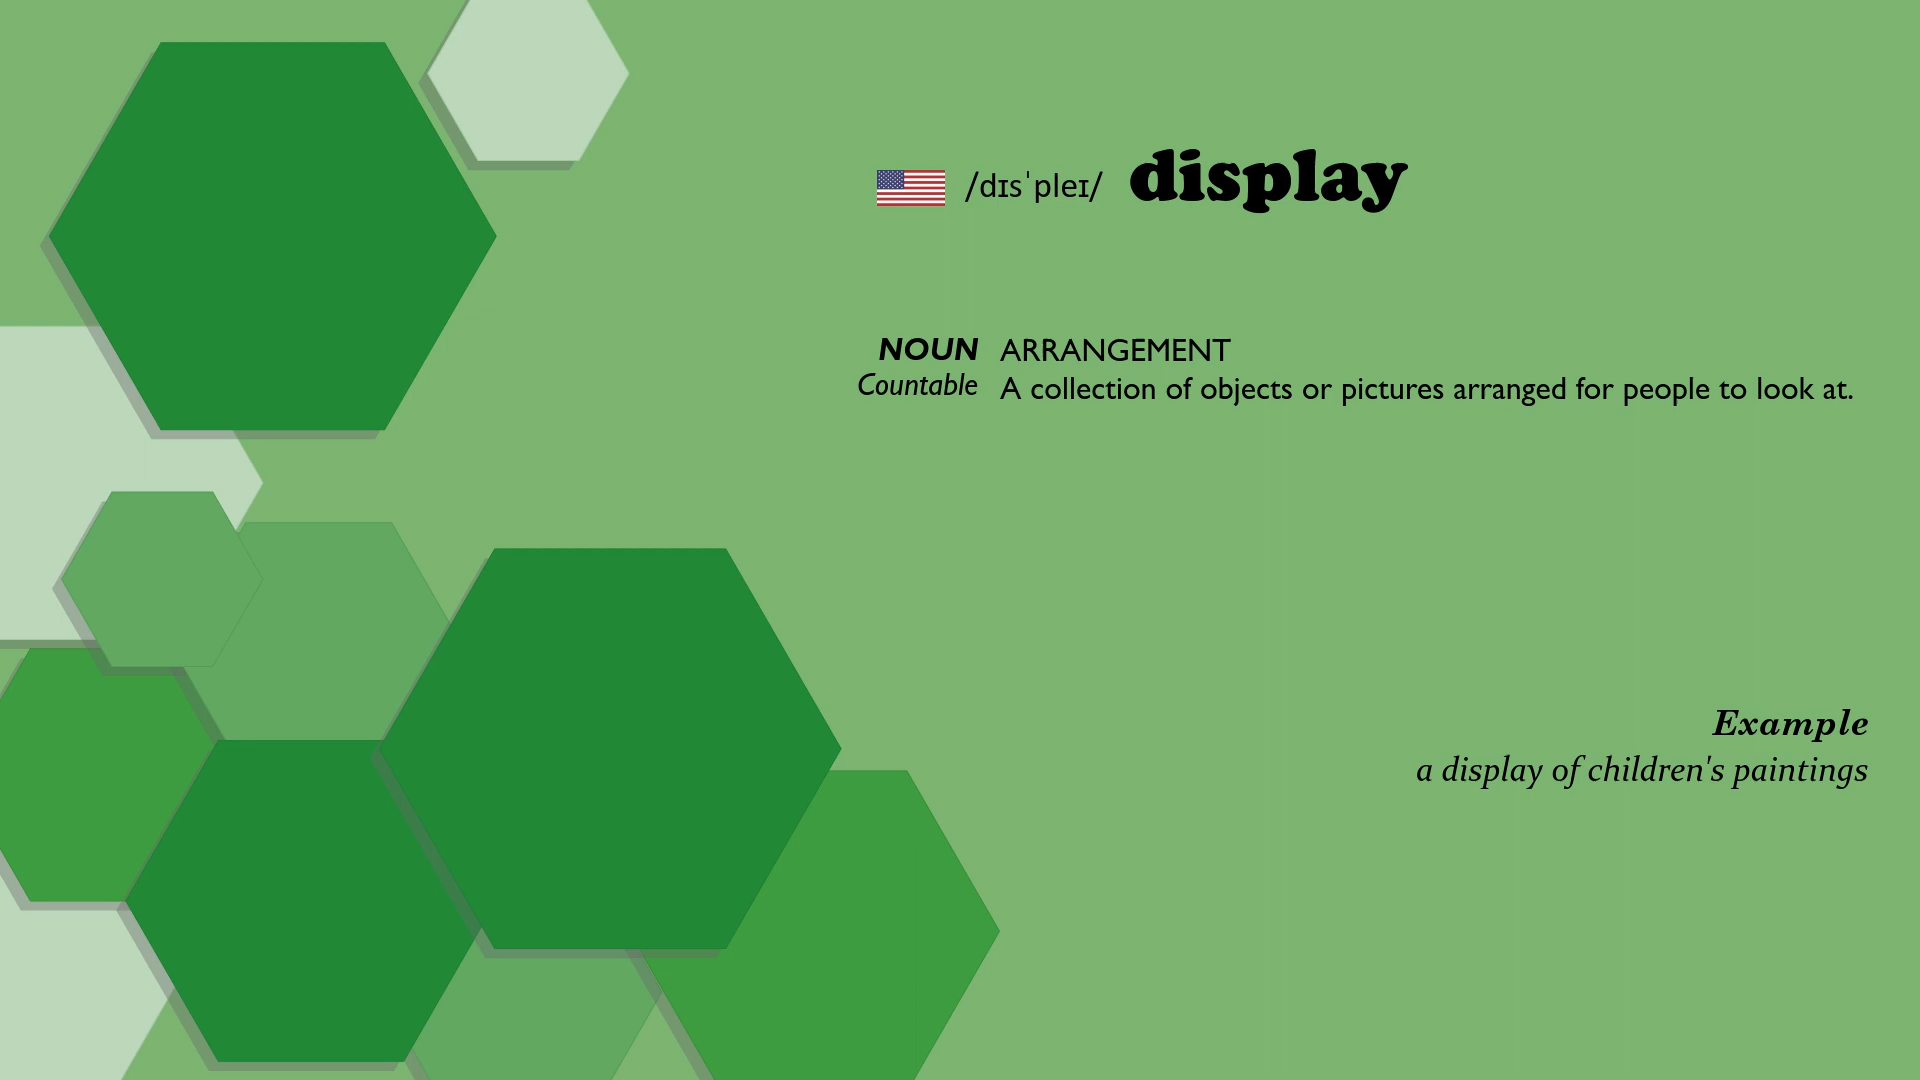 /dɪsˈpleɪ/ display
NOUN ARRANGEMENT
Countable A collection of objects or pictures arranged for people to look at.
Example
a display of children's paintings